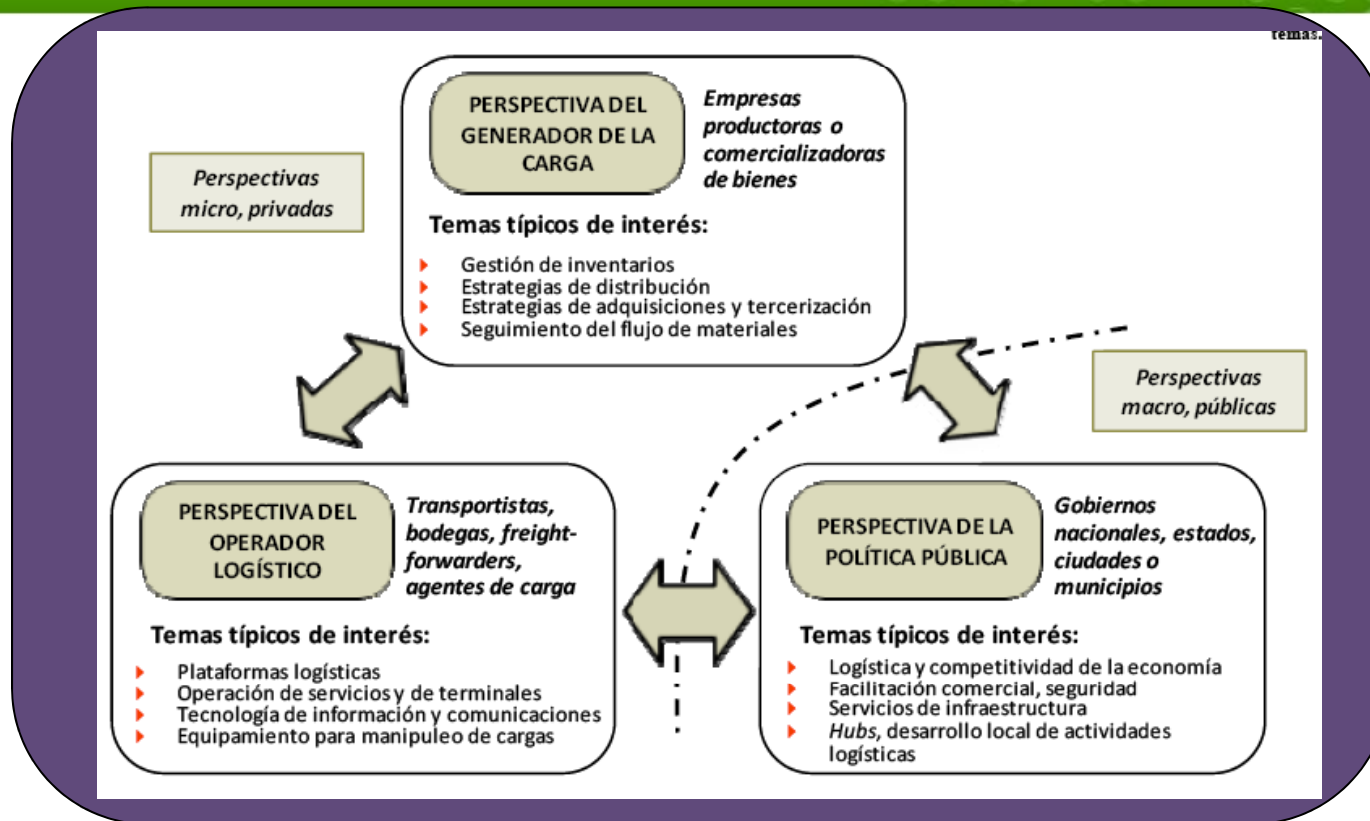 temas.
PERSPECTIVA DEL
GENERADOR DE LA
CARGA
Empresas
productoras o
comercializadoras
de bienes
Perspectivas
micro, privadas
Temas típicos de interés:
Gestión de inventarios
Estrategias de distribución
Estrategias de adquisiciones y tercerización
Seguimiento del flujo de materiales
Perspectivas
macro, públicas
PERSPECTIVA DEL
OPERADOR
LOGÍSTICO
Transportistas,
bodegas, freight-
forwarders,
agentes de carga
Temas típicos de interés:
Plataformas logísticas
Operación de servicios y de terminales
Tecnología de información y comunicaciones
Equipamiento para manipuleo de cargas
PERSPECTIVA DE LA
POLÍTICA PÚBLICA
Gobiernos
nacionales, estados,
ciudades o
municipios
Temas típicos de interés:
Logística y competitividad de la economía
Facilitación comercial, seguridad
Servicios de infraestructura
Hubs, desarrollo local de actividades
logísticas